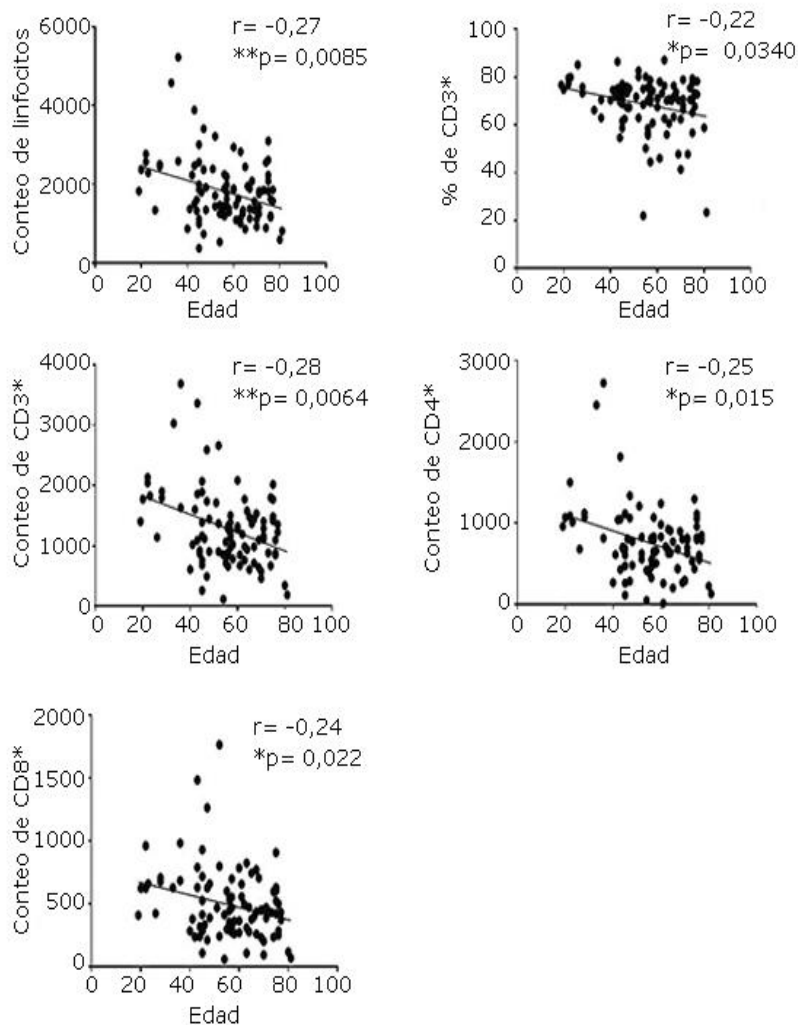 r= -0,27
**p= 0,0085
Conteo de linfocitos
6000
4000
2000
0
0 20 40 60 80 100
Edad
r= -0,22
*p= 0,0340
% de CD3*
100
80
60
40
20
0
0 20 40 60 80 100
Edad
r= -0,28
**p= 0,0064
Conteo de CD3*
4000
3000
2000
1000
0
0 20 40 60 80 100
Edad
r= -0,25
*p= 0,015
Conteo de CD4*
3000
2000
1000
0
0 20 40 60 80 100
Edad
r= -0,24
*p= 0,022
Conteo de CD8*
2000
1500
1000
500
0
0 20 40 60 80 100
Edad